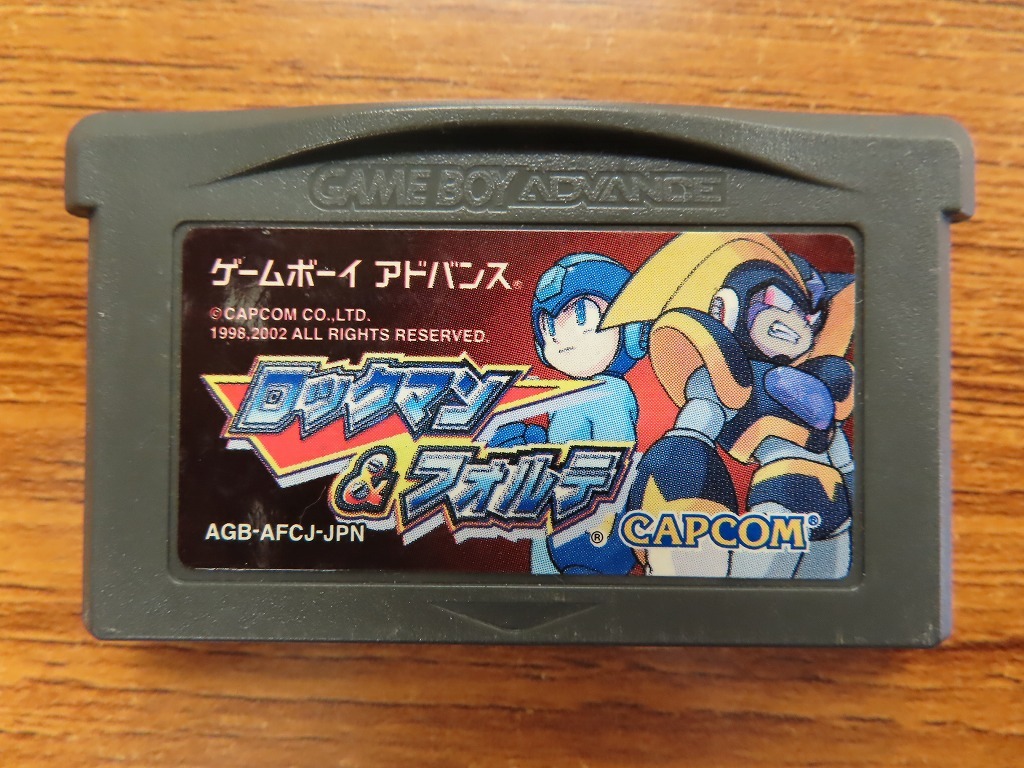 GAME BOY ADVANCE
ゲームボーイ アドバンス®
©CAPCOM CO.,LTD.
1998,2002 ALL RIGHTS RESERVED.
ロックマン
&フォルテ®
AGB-AFCJ-JPN
CAPCOM®